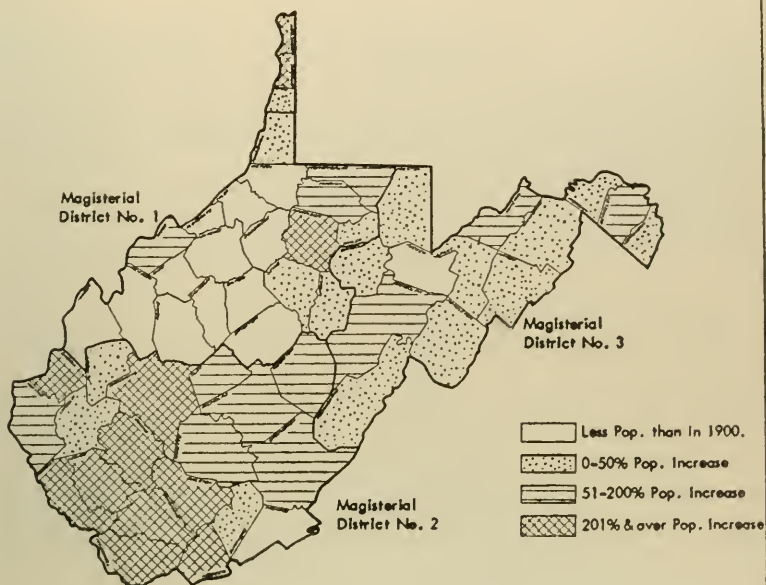 Magisterial
District No. 1
Magisterial
District No. 3
Less Pop. than in 1900.
0-50% Pop. Increase
51-200% Pop. Increase
201% & over Pop. Increase
Magisterial
District No. 2